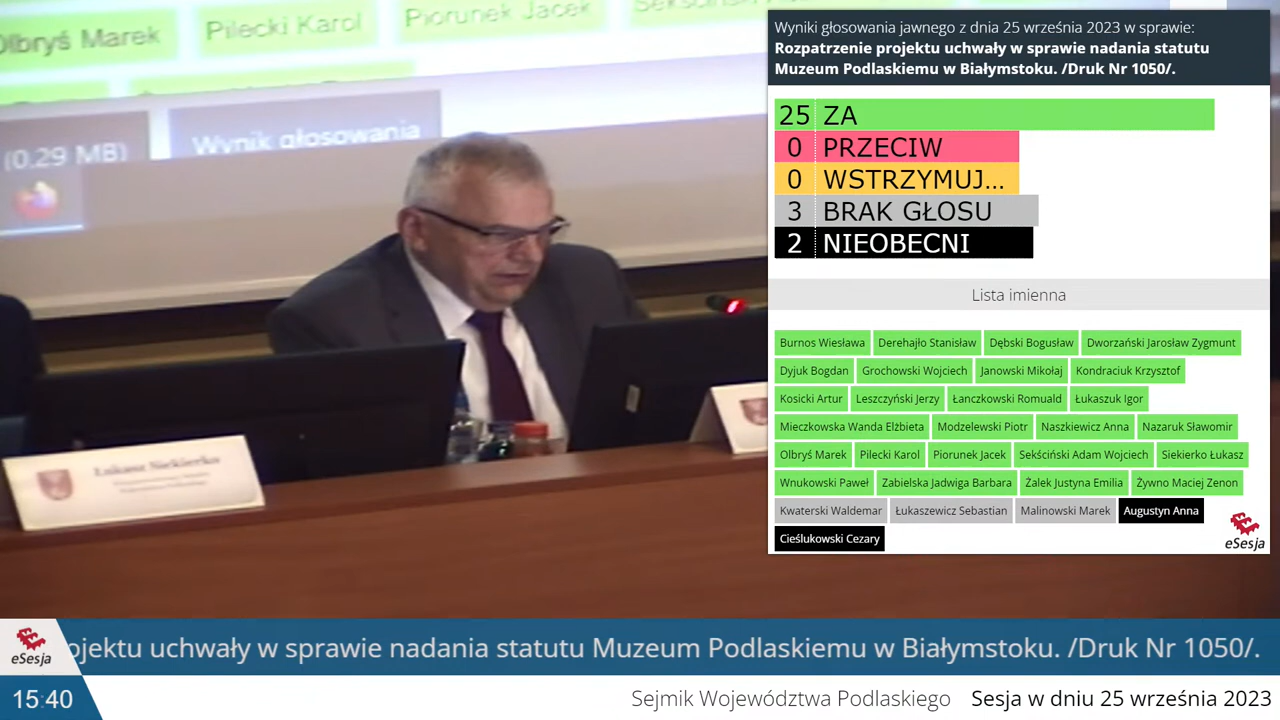 Olbryś Marek
Pilecki Karol
Piorunek Jacek
(0.29 MB)
Wynik głosowania
Wyniki głosowania jawnego z dnia 25 września 2023 w sprawie:
Rozpatrzenie projektu uchwały w sprawie nadania statutu
Muzeum Podlaskiemu w Białymstoku. /Druk Nr 1050/.
25 ZA
0 PRZECIW
0 WSTRZYMUJ...
3 BRAK GŁOSU
2 NIEOBECNI
Lista imienna
Burnos Wiesława Derehajło Stanisław Dębski Bogusław Dworzański Jarosław Zygmunt
Dyjuk Bogdan Grochowski Wojciech Janowski Mikołaj Kondraciuk Krzysztof
Kosicki Artur Leszczyński Jerzy Łanczkowski Romuald Łukaszuk Igor
Mieczkowska Wanda Elżbieta Modzelewski Piotr Naszkiewicz Anna Nazaruk Sławomir
Olbryś Marek Pilecki Karol Piorunek Jacek Sekściński Adam Wojciech Siekierko Łukasz
Wnukowski Paweł Zabielska Jadwiga Barbara Żalek Justyna Emilia Żywno Maciej Zenon
Kwaterski Waldemar Łukaszewicz Sebastian Malinowski Marek Augustyn Anna
Cieślukowski Cezary
eSesja
Łukasz Siekierko
eSesja
ojektu uchwały w sprawie nadania statutu Muzeum Podlaskiemu w Białymstoku. /Druk Nr 1050/.
15:40
Sejmik Województwa Podlaskiego Sesja w dniu 25 września 2023